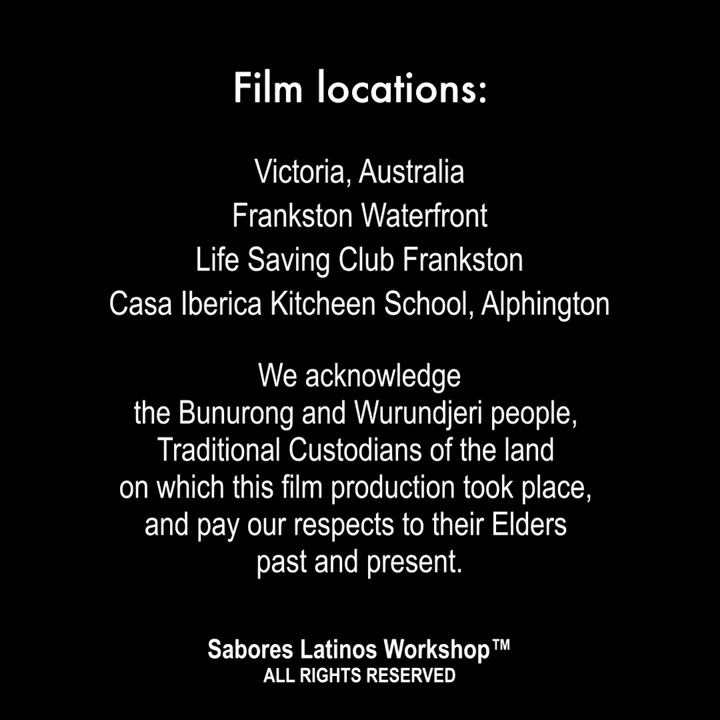 Film locations:
Victoria, Australia
Frankston Waterfront
Life Saving Club Frankston
Casa Iberica Kitcheen School, Alphington
We acknowledge
the Bunurong and Wurundjeri people,
Traditional Custodians of the land
on which this film production took place,
and pay our respects to their Elders
past and present.
Sabores Latinos Workshop™
ALL RIGHTS RESERVED